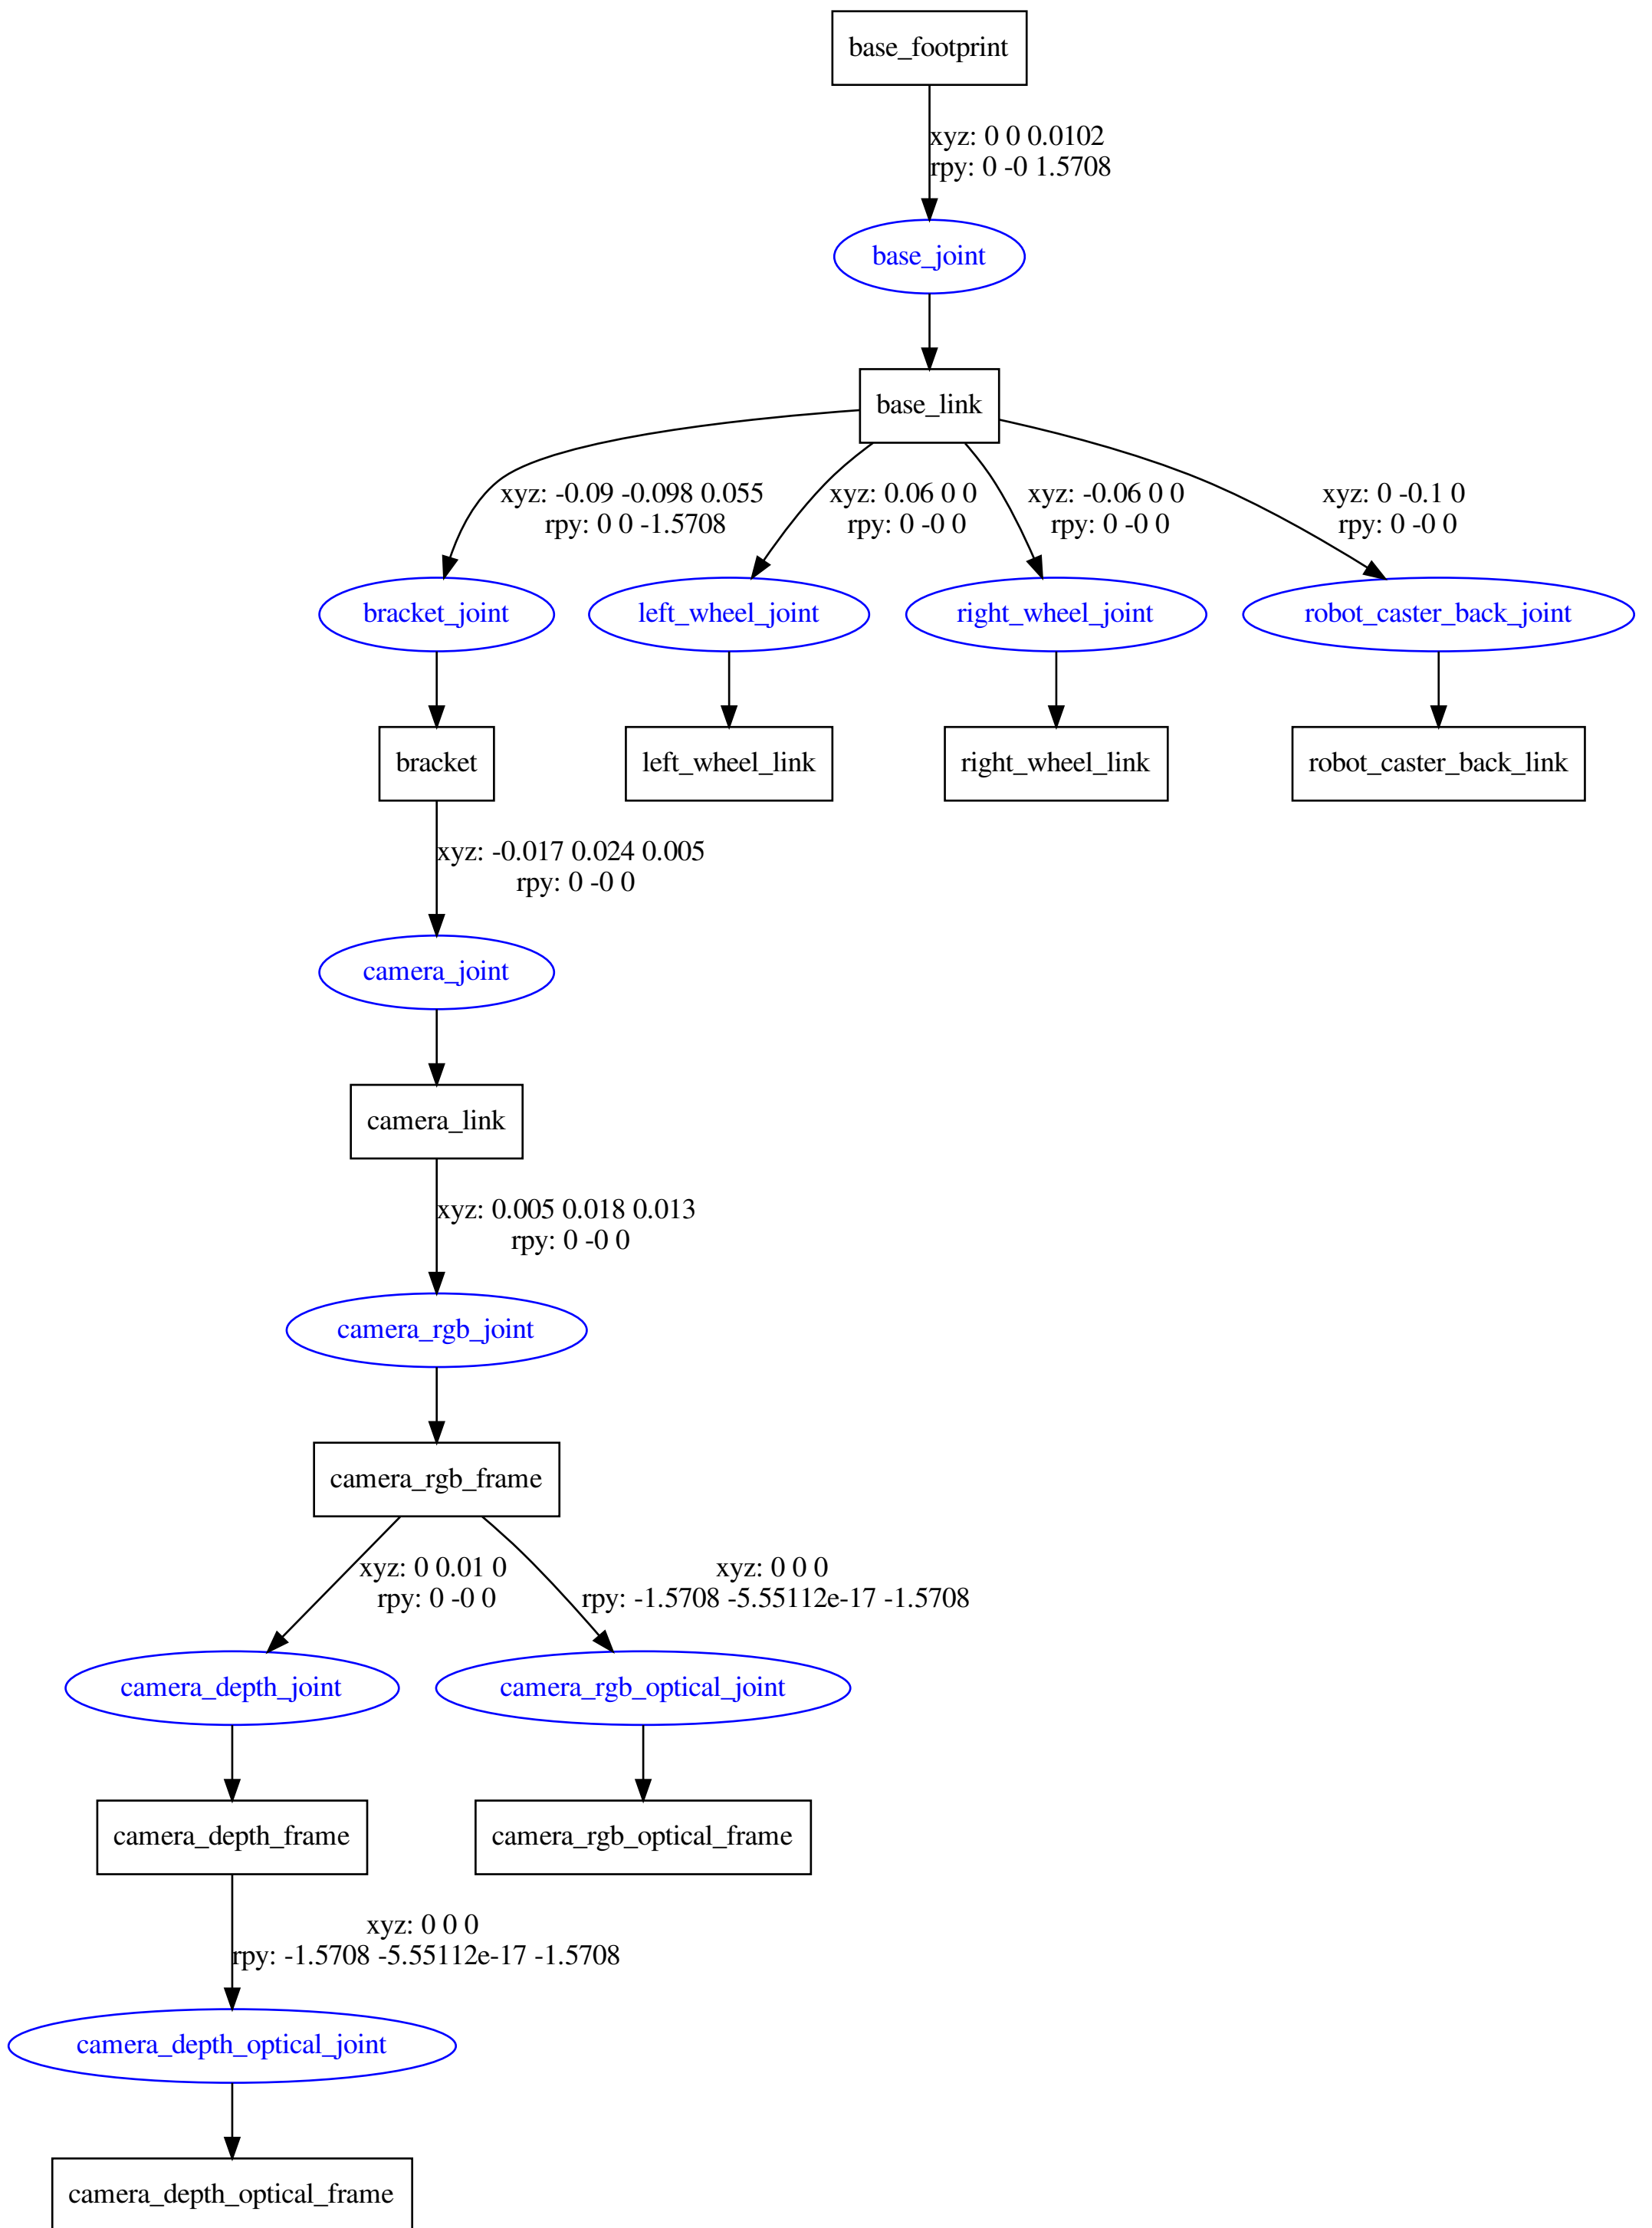 base_footprint
xyz: 0 0 0.0102
rpy: 0 -0 1.5708
base_joint
base_link
xyz: -0.09 -0.098 0.055
rpy: 0 0 -1.5708
xyz: 0.06 0 0
rpy: 0 -0 0
xyz: -0.06 0 0
rpy: 0 -0 0
xyz: 0 -0.1 0
rpy: 0 -0 0
bracket_joint
left_wheel_joint
right_wheel_joint
robot_caster_back_joint
bracket
left_wheel_link
right_wheel_link
robot_caster_back_link
xyz: -0.017 0.024 0.005
rpy: 0 -0 0
camera_joint
camera_link
xyz: 0.005 0.018 0.013
rpy: 0 -0 0
camera_rgb_joint
camera_rgb_frame
xyz: 0 0.01 0
rpy: 0 -0 0
xyz: 0 0 0
rpy: -1.5708 -5.55112e-17 -1.5708
camera_depth_joint
camera_rgb_optical_joint
camera_depth_frame
camera_rgb_optical_frame
xyz: 0 0 0
rpy: -1.5708 -5.55112e-17 -1.5708
camera_depth_optical_joint
camera_depth_optical_frame